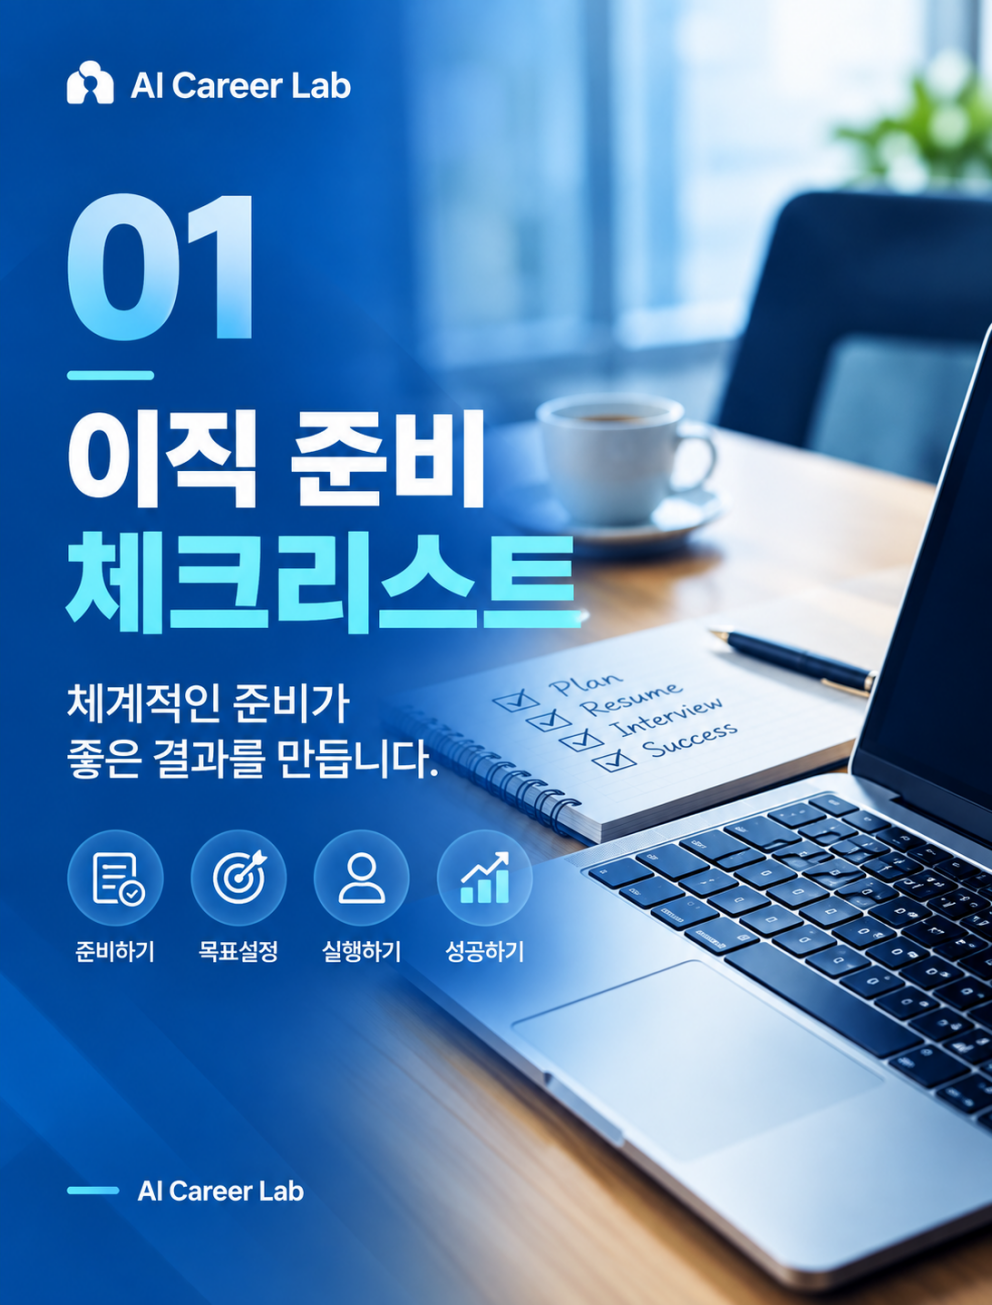 AI Career Lab
01
이직 준비
체크리스트
체계적인 준비가
좋은 결과를 만듭니다.
Plan
Resume
Interview
Success
준비하기
목표설정
실행하기
성공하기
AI Career Lab